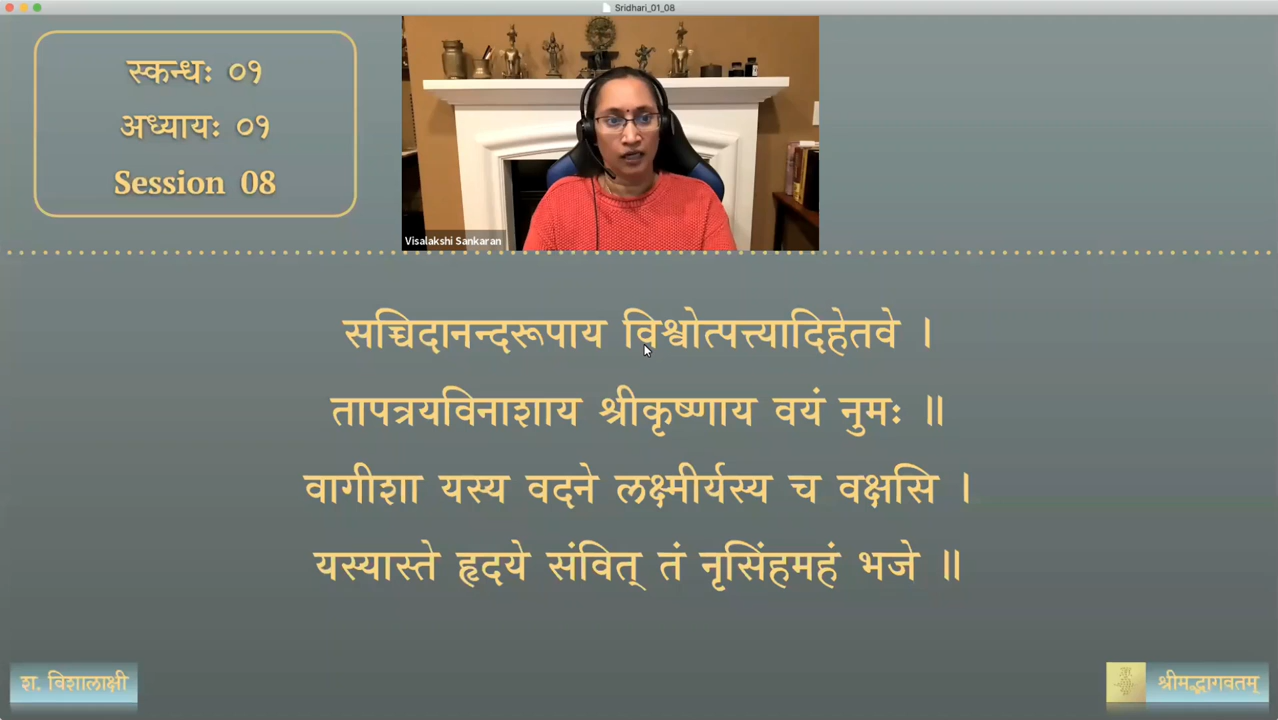 Sridhari_01_08
स्कन्धः ०१
अध्यायः ०१
Session 08
Visalakshi Sankaran
सच्चिदानन्दरूपाय विश्वोत्पत्त्यादिहेतवे ।
तापत्रयविनाशाय श्रीकृष्णाय वयं नुमः ॥
वागीशा यस्य वदने लक्ष्मीर्यस्य च वक्षसि ।
यस्यास्ते हृदये संवित् तं नृसिंहमहं भजे ॥
श. विशालाक्षी
श्रीमद्भागवतम्